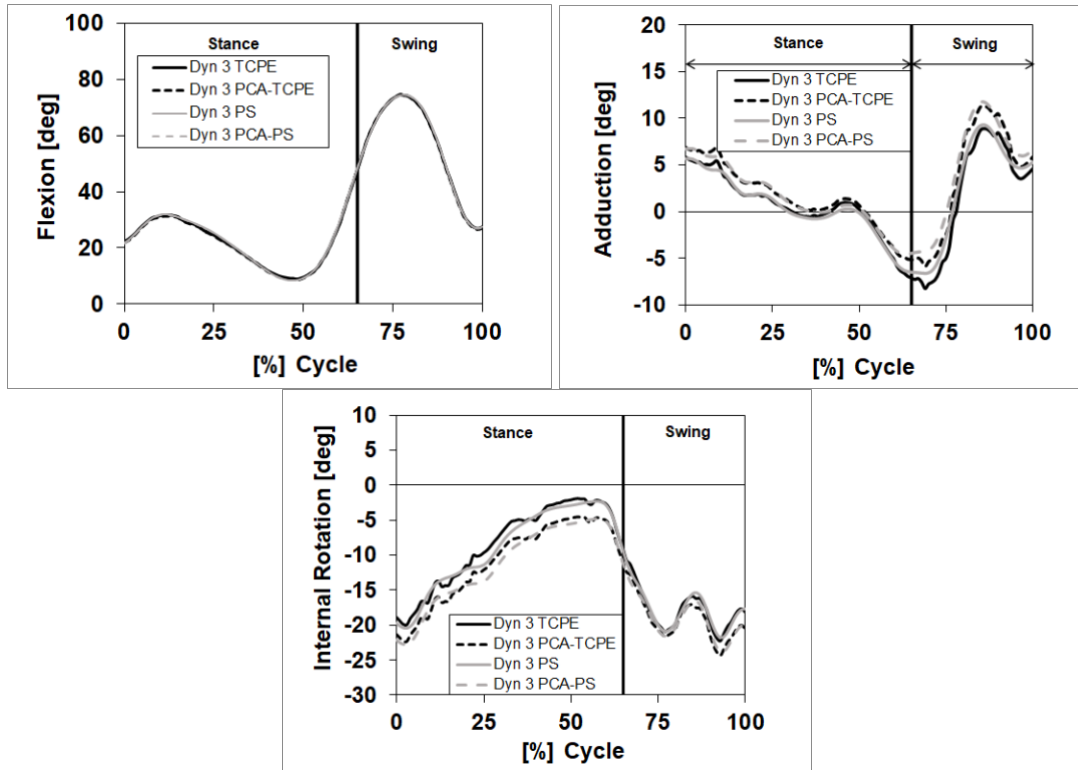 Flexion [deg]
100
80
60
40
20
0
Stance
Swing
Dyn 3 TCPE
Dyn 3 PCA-TCPE
Dyn 3 PS
Dyn 3 PCA-PS
0
25
50
75
100
[%] Cycle
Adduction [deg]
20
15
10
5
0
-5
-10
Stance
Swing
Dyn 3 TCPE
Dyn 3 PCA-TCPE
Dyn 3 PS
Dyn 3 PCA-PS
0
25
50
75
100
[%] Cycle
Internal Rotation [deg]
10
5
0
-5
-10
-15
-20
-25
-30
Stance
Swing
Dyn 3 TCPE
Dyn 3 PCA-TCPE
Dyn 3 PS
Dyn 3 PCA-PS
0
25
50
75
100
[%] Cycle